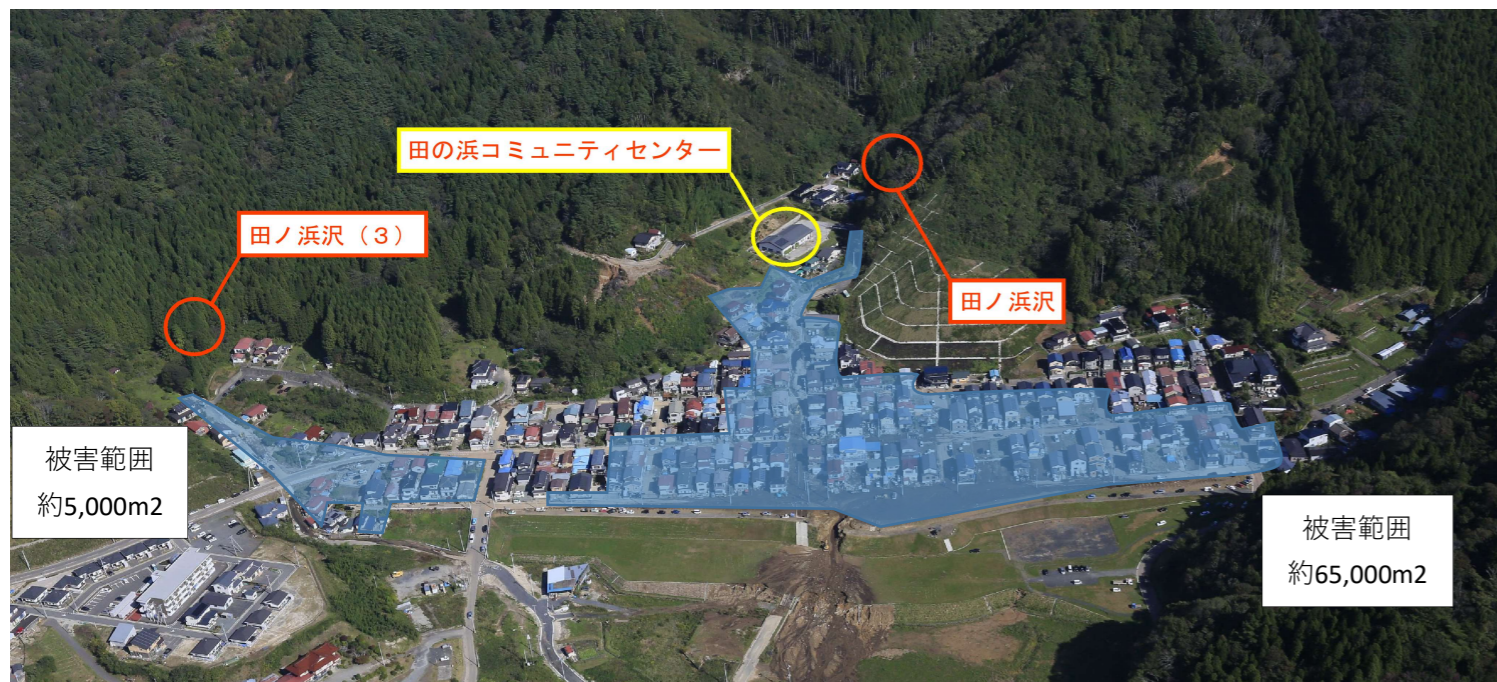 田の浜コミュニティセンター
田ノ浜沢（３）
田ノ浜沢
被害範囲
約5,000m2
被害範囲
約65,000m2